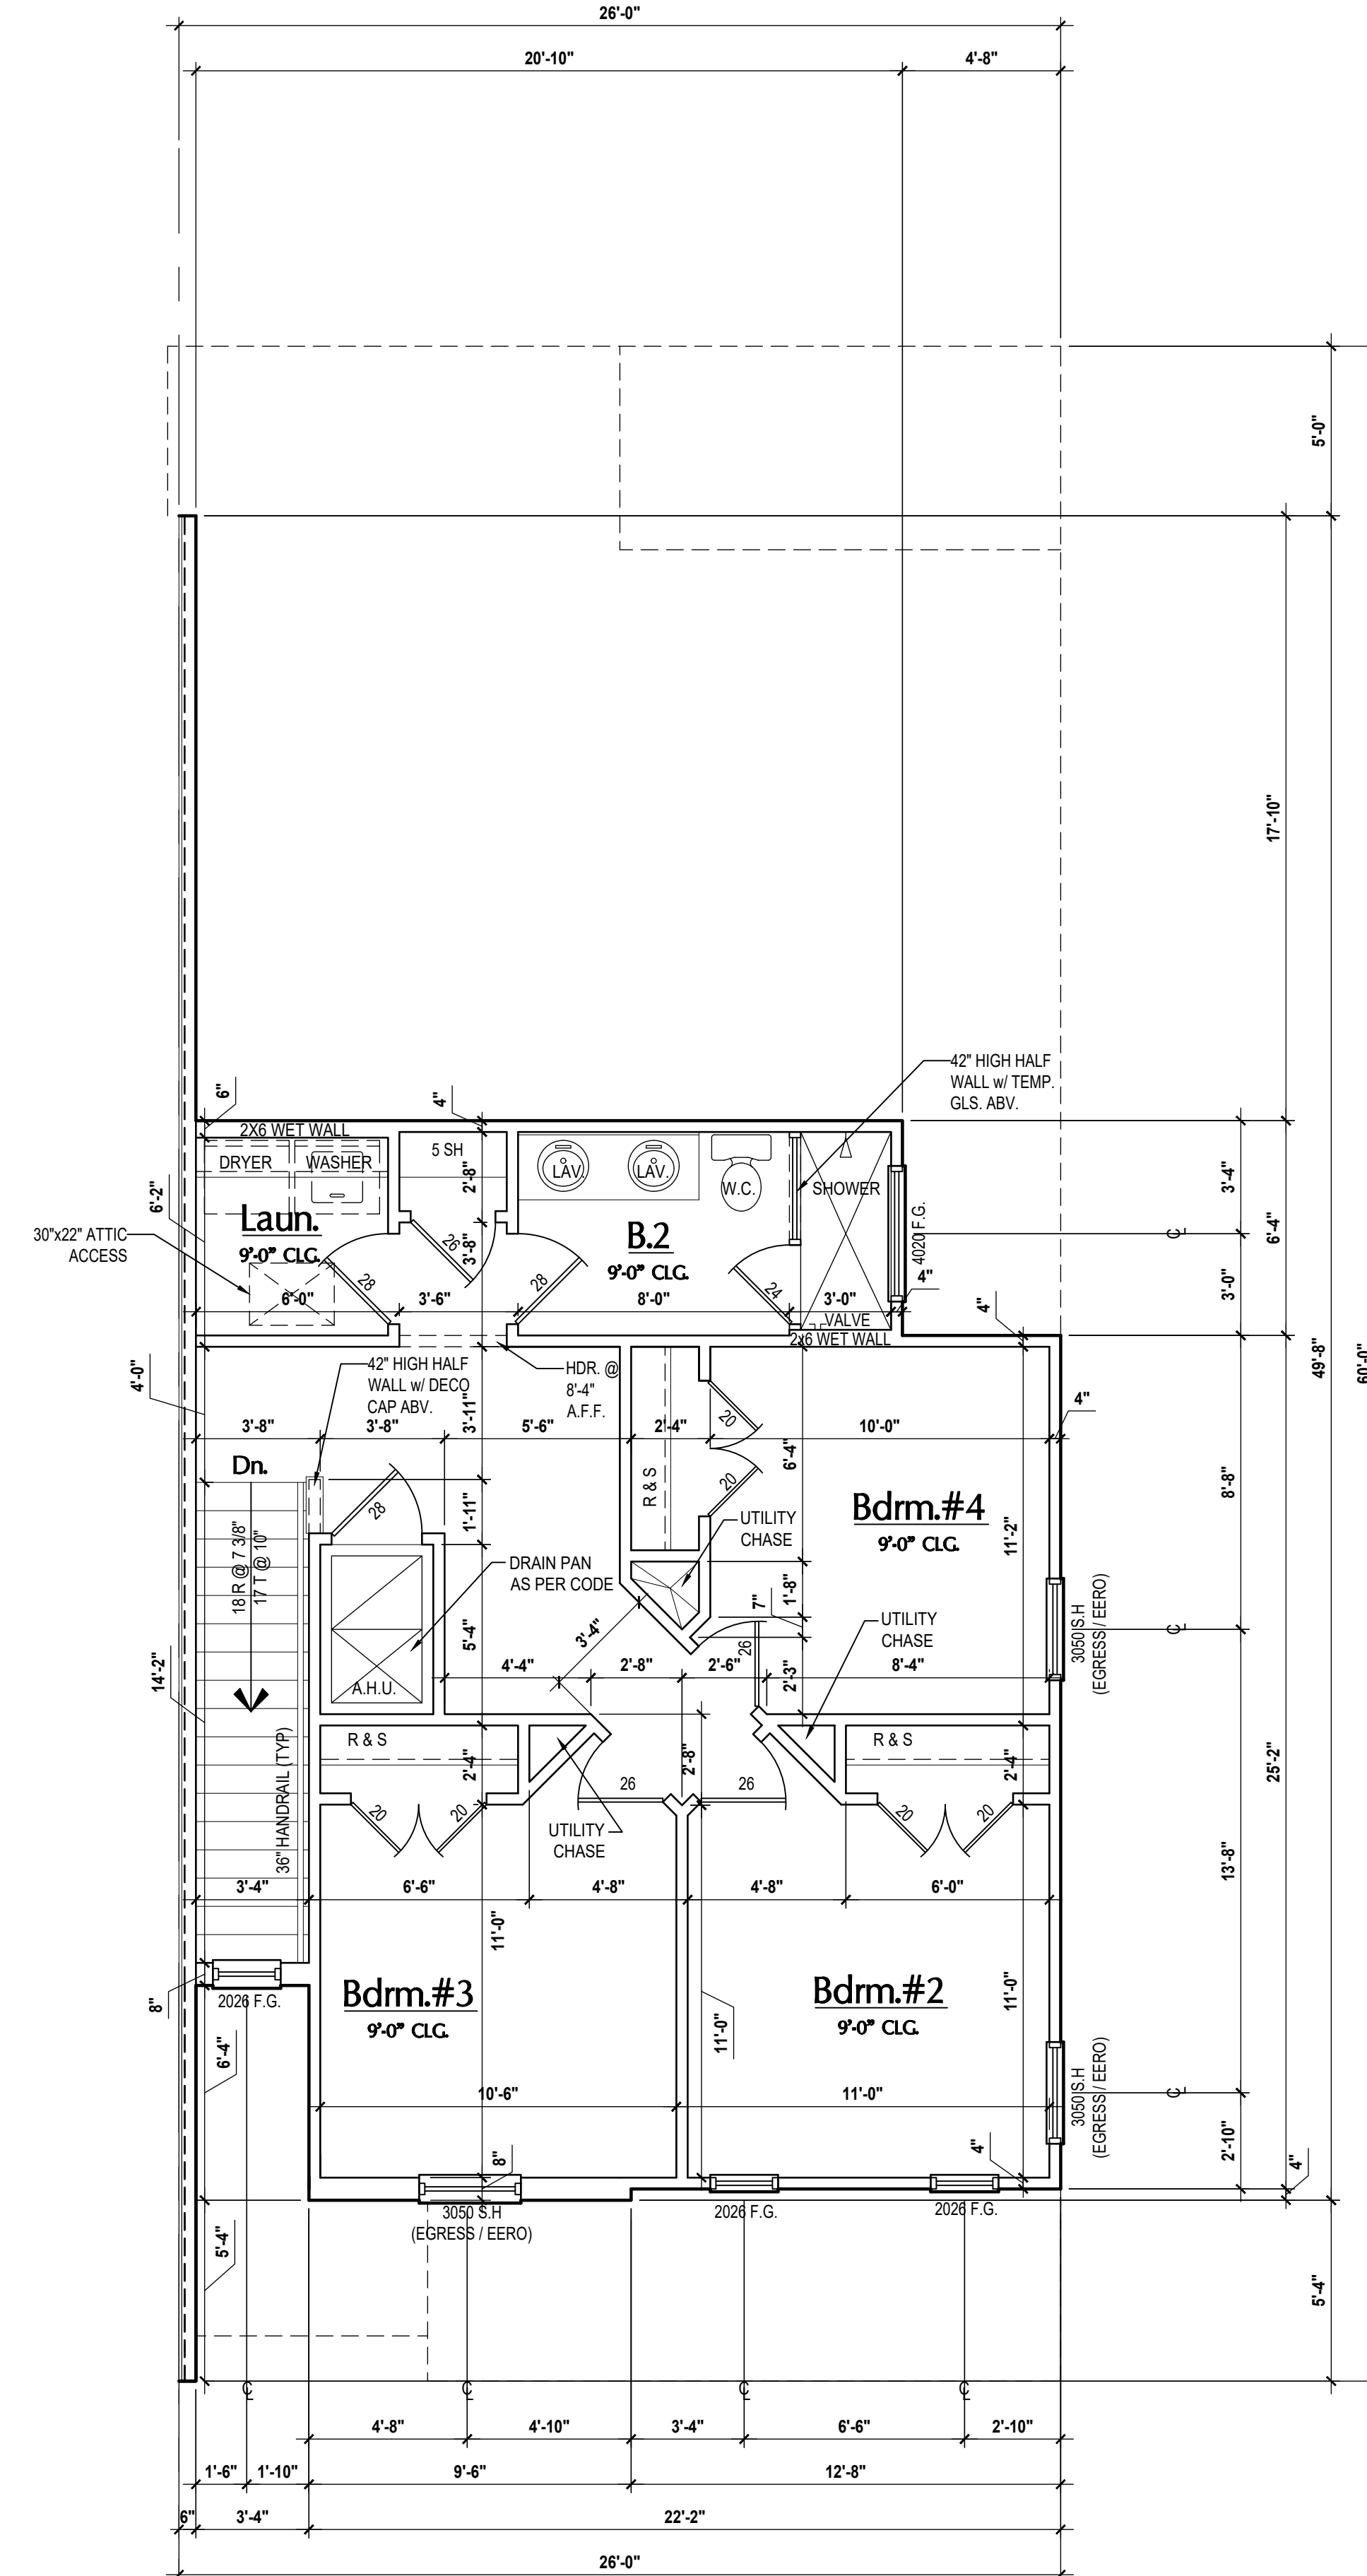 26'-0"
20'-10"
4'-8"
5'-0"
17'-10"
49'-8"
60'-0"
42" HIGH HALF
WALL w/ TEMP.
GLS. ABV.
6"
4"
2X6 WET WALL
DRYER
WASHER
5 SH
2'-8"
LAV.
LAV.
W.C.
SHOWER
3'-4"
6'-2"
Laun.
9'-0" CLG.
30"x22" ATTIC
ACCESS
26
3'-8"
B.2
9'-0" CLG.
4020 F.G.
C L
6'-4"
28
28
24
6'-0"
3'-6"
8'-0"
3'-0"
4"
3'-0"
VALVE
2x6 WET WALL
4"
4'-0"
42" HIGH HALF
WALL w/ DECO
CAP ABV.
HDR. @
8'-4"
A.F.F.
3'-11"
3'-8"
3'-8"
5'-6"
2'-4"
20
10'-0"
4"
6'-4"
8'-8"
Dn.
R & S
20
28
1'-11"
18 R @ 7 3/8"
17 T @ 10"
UTILITY
CHASE
Bdrm.#4
9'-0" CLG.
11'-2"
DRAIN PAN
AS PER CODE
1'-8"
7"
UTILITY
CHASE
3050 S.H
(EGRESS / EERO)
C L
5'-4"
3'-4"
26
14'-2"
4'-4"
2'-8"
2'-6"
2'-3"
8'-4"
A.H.U.
R & S
2'-4"
2'-8"
R & S
2'-4"
25'-2"
36" HANDRAIL (TYP)
20
20
26
26
20
20
UTILITY
CHASE
13'-8"
3'-4"
6'-6"
4'-8"
4'-8"
6'-0"
11'-0"
Bdrm.#3
9'-0" CLG.
Bdrm.#2
9'-0" CLG.
11'-0"
11'-0"
8"
2026 F.G.
6'-4"
3050 S.H
(EGRESS / EERO)
C L
10'-6"
11'-0"
2'-10"
8"
4"
4"
3050 S.H
(EGRESS / EERO)
2026 F.G.
2026 F.G.
5'-4"
5'-4"
C L
C L
C L
C L
4'-8"
4'-10"
3'-4"
6'-6"
2'-10"
1'-6"
1'-10"
9'-6"
12'-8"
6"
3'-4"
22'-2"
26'-0"